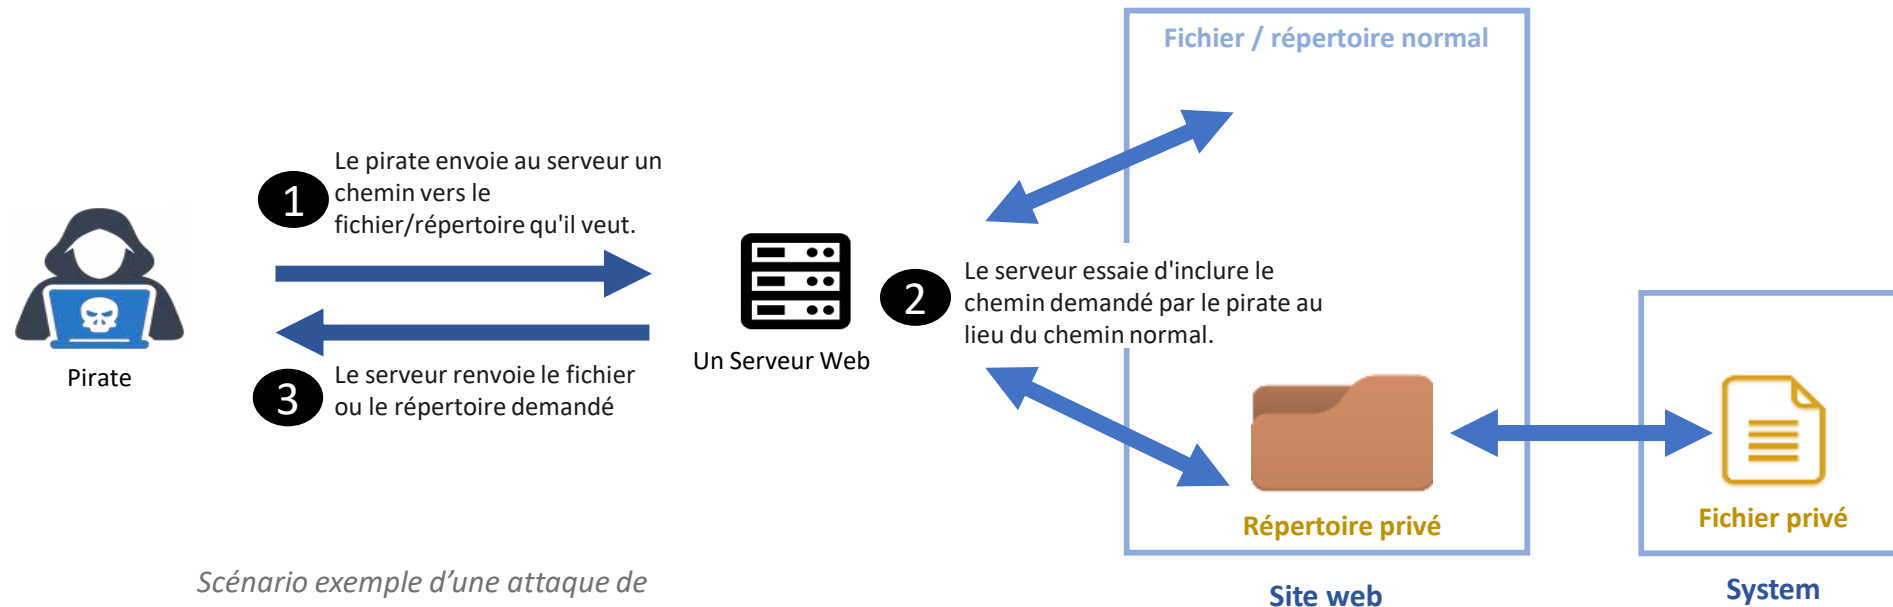 Fichier / répertoire normal
1
Le pirate envoie au serveur un
chemin vers le
fichier/répertoire qu'il veut.
Pirate
Un Serveur Web
2
Le serveur essaie d'inclure le
chemin demandé par le pirate au
lieu du chemin normal.
3
Le serveur renvoie le fichier
ou le répertoire demandé
Répertoire privé
Fichier privé
Site web
System
Scénario exemple d’une attaque de